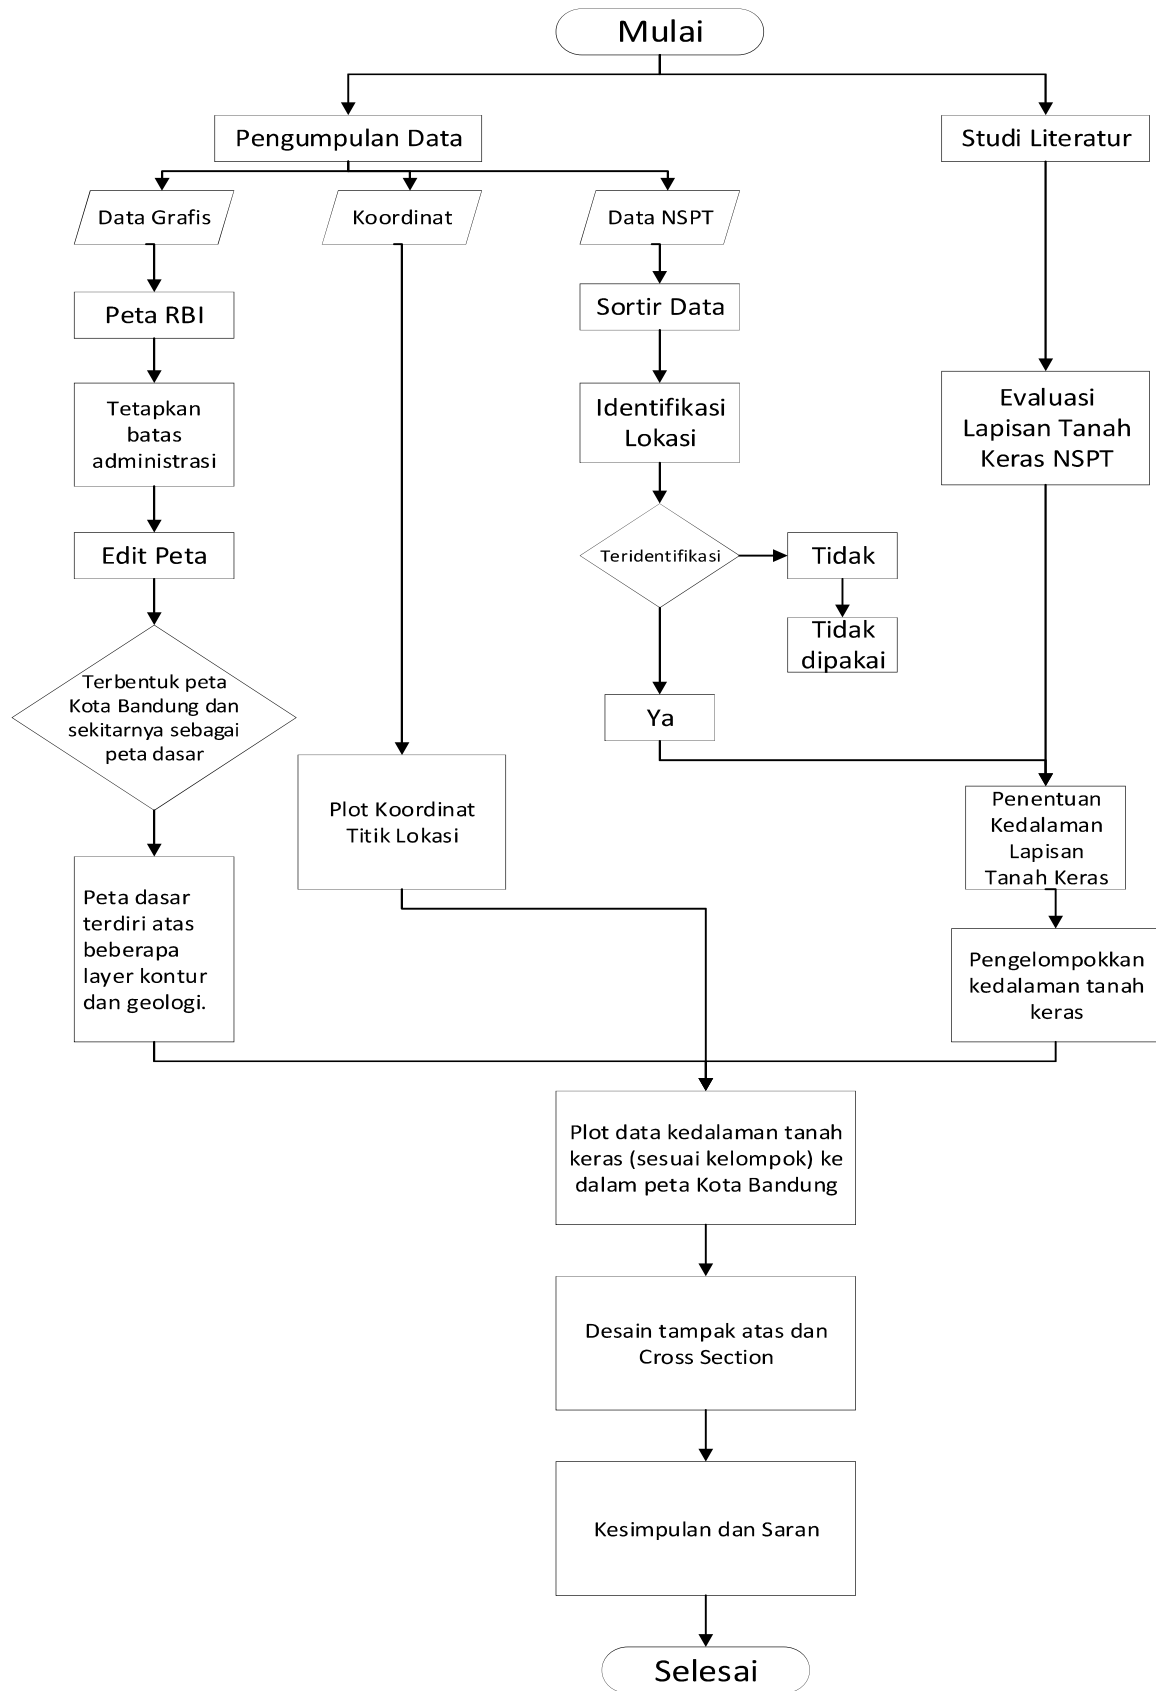 Mulai
Pengumpulan Data
Studi Literatur
Data Grafis
Koordinat
Data NSPT
Peta RBI
Sortir Data
Tetapkan
batas
administrasi
Identifikasi
Lokasi
Evaluasi
Lapisan Tanah
Keras NSPT
Edit Peta
Teridentifikasi
Tidak
Tidak
dipakai
Terbentuk peta
Kota Bandung dan
sekitarnya sebagai
peta dasar
Ya
Plot Koordinat
Titik Lokasi
Penentuan
Kedalaman
Lapisan
Tanah Keras
Peta dasar
terdiri atas
beberapa
layer kontur
dan geologi.
Pengelompokkan
kedalaman tanah
keras
Plot data kedalaman tanah
keras (sesuai kelompok) ke
dalam peta Kota Bandung
Desain tampak atas dan
Cross Section
Kesimpulan dan Saran
Selesai